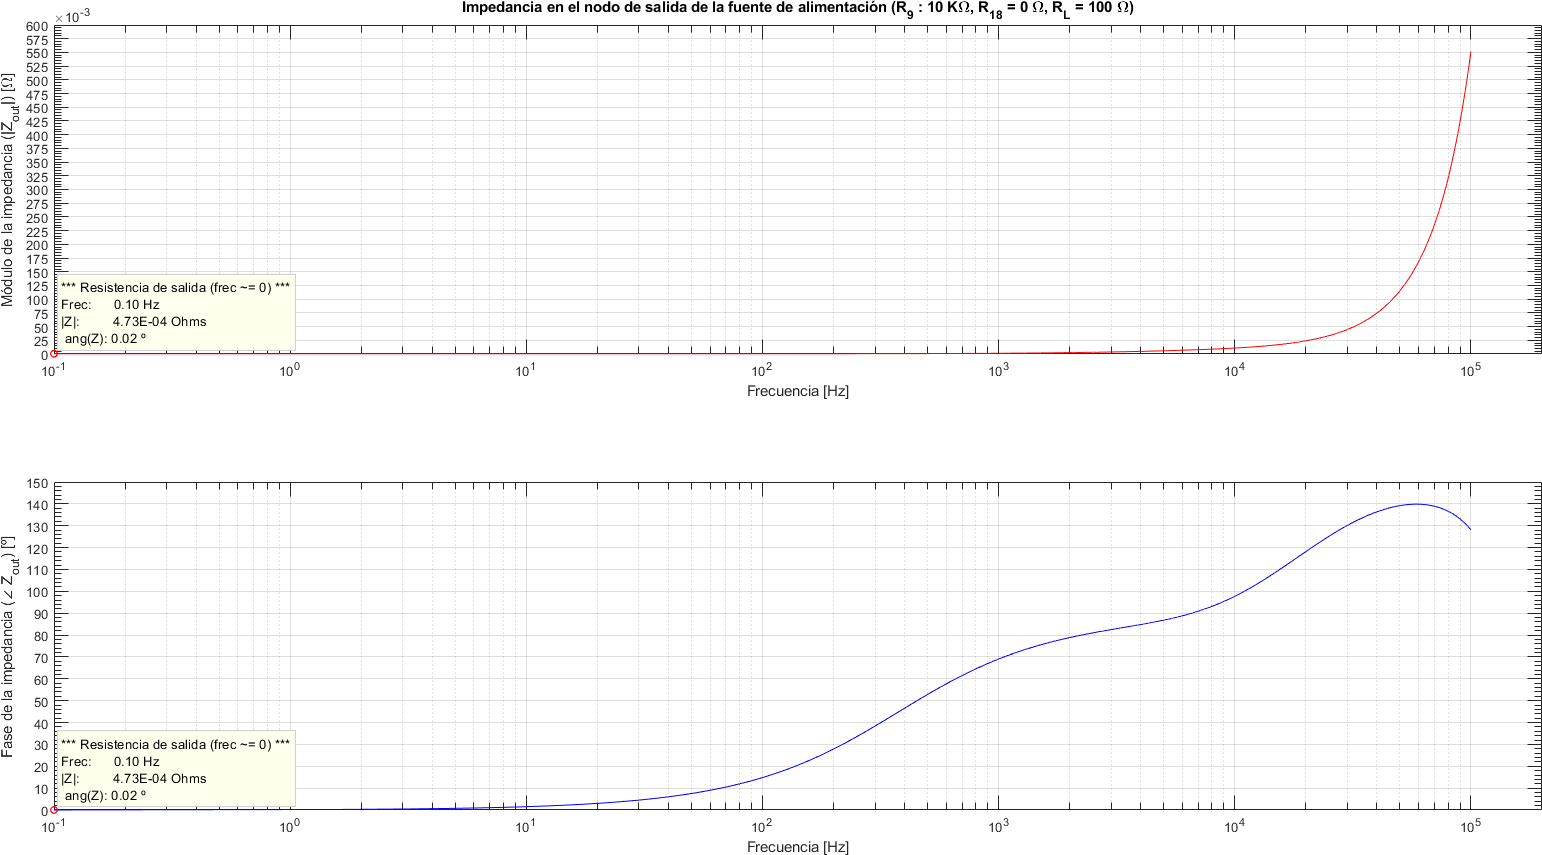 Impedancia en el nodo de salida de la fuente de alimentación (R9 : 10 KΩ, R18 = 0 Ω, RL = 100 Ω)
×10-3
600
575
550
525
500
475
450
425
400
375
350
325
300
275
250
225
200
175
150
125
100
75
50
25
0
Módulo de la impedancia (|Zout|) [Ω]
*** Resistencia de salida (frec ~= 0) ***
Frec: 0.10 Hz
|Z|: 4.73E-04 Ohms
ang(Z): 0.02 º
10-1 100 101 102 103 104 105
Frecuencia [Hz]
150
140
130
120
110
100
90
80
70
60
50
40
30
20
10
0
Fase de la impedancia (∠ Zout) [º]
*** Resistencia de salida (frec ~= 0) ***
Frec: 0.10 Hz
|Z|: 4.73E-04 Ohms
ang(Z): 0.02 º
10-1 100 101 102 103 104 105
Frecuencia [Hz]